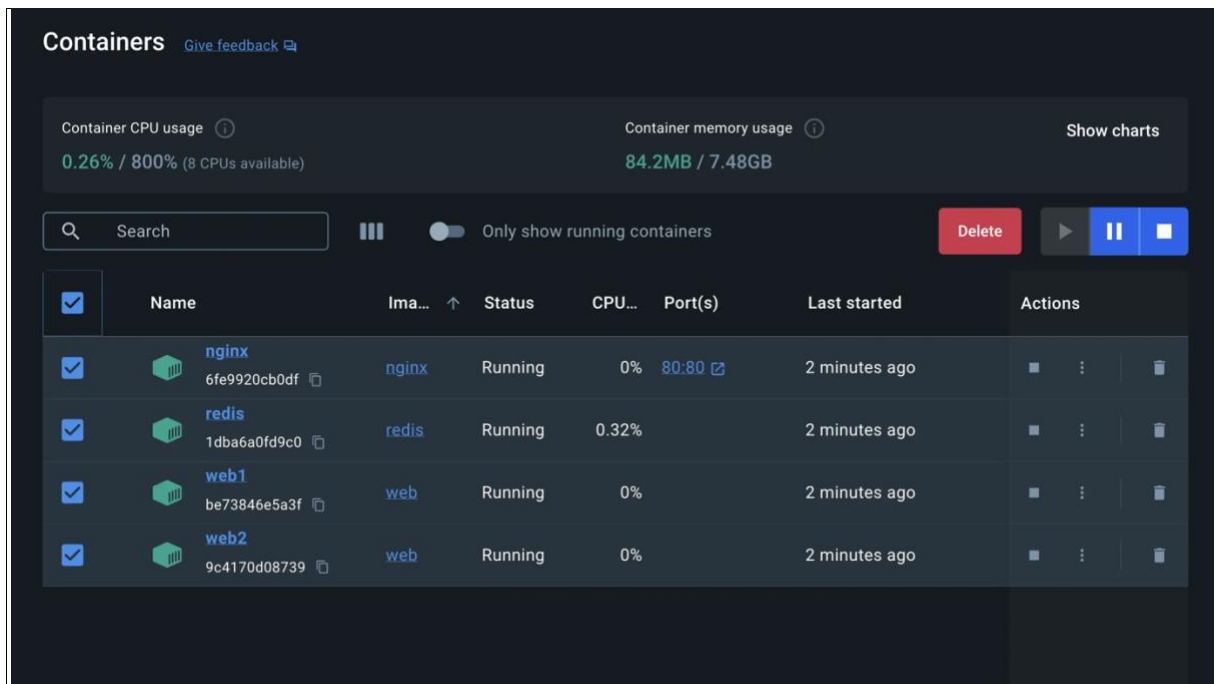 Containers Give feedback
Container CPU usage Container memory usage Show charts
0.26% / 800% (8 CPUs available) 84.2MB / 7.48GB
Search Only show running containers Delete
Name Ima... Status CPU... Port(s) Last started Actions
nginx
6fe9920cb0df nginx Running 0% 80:80 2 minutes ago
redis
1dba6a0fd9c0 redis Running 0.32% 2 minutes ago
web1
be73846e5a3f web Running 0% 2 minutes ago
web2
9c4170d08739 web Running 0% 2 minutes ago